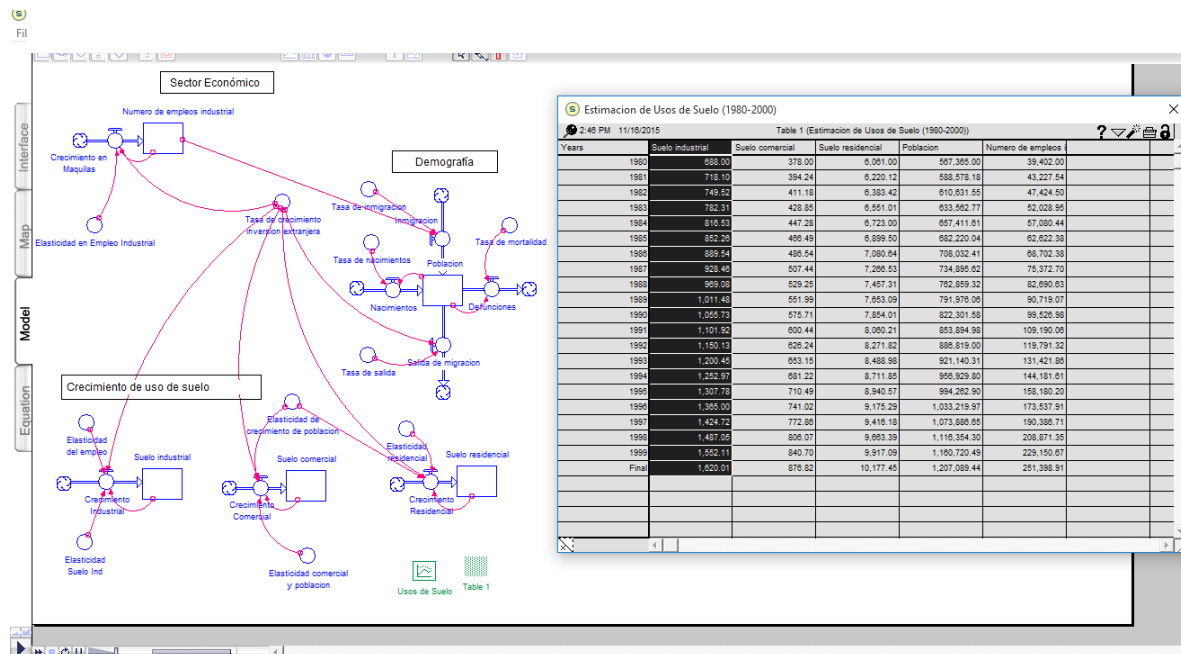 Fil
Interface
Map
Model
Equation
Sector Económico
Numero de empleos industrial
Crecimiento en
Maquilas
Elasticidad en Empleo Industrial
Tasa de crecimiento
inversion extranjera
Demografía
Tasa de inmigracion
Inmigracion
Tasa de mortalidad
Tasa de nacimientos
Poblacion
Nacimientos
Defunciones
Salida de migracion
Tasa de salida
Crecimiento de uso de suelo
Elasticidad
del empleo
Suelo industrial
Crecimiento
Industrial
Elasticidad
Suelo Ind
Elasticidad de
crecimiento de poblacion
Suelo comercial
Crecimiento
Comercial
Elasticidad comercial
y poblacion
Elasticidad
residencial
Suelo residencial
Crecimiento
Residencial
Usos de Suelo
Table 1
Estimacion de Usos de Suelo (1980-2000)
2:46 PM 11/16/2015 Table 1 (Estimacion de Usos de Suelo (1980-2000))
Years Suelo industrial Suelo comercial Suelo residencial Poblacion Numero de empleos i
1980 688.00 378.00 6,061.00 567,365.00 39,402.00
1981 718.10 394.24 6,220.12 588,578.18 43,227.54
1982 749.52 411.18 6,383.42 610,631.55 47,424.50
1983 782.31 428.85 6,551.01 633,562.77 52,028.95
1984 816.53 447.28 6,723.00 657,411.61 57,080.44
1985 852.26 466.49 6,899.50 682,220.04 62,622.38
1986 889.54 486.54 7,080.64 708,032.41 68,702.38
1987 928.46 507.44 7,266.53 734,895.62 75,372.70
1988 969.08 529.25 7,457.31 762,859.32 82,690.63
1989 1,011.48 551.99 7,653.09 791,976.06 90,719.07
1990 1,055.73 575.71 7,854.01 822,301.58 99,526.98
1991 1,101.92 600.44 8,060.21 853,894.98 109,190.06
1992 1,150.13 626.24 8,271.82 886,819.00 119,791.32
1993 1,200.45 653.15 8,488.98 921,140.31 131,421.86
1994 1,252.97 681.22 8,711.85 956,929.80 144,181.61
1995 1,307.78 710.49 8,940.57 994,262.90 158,180.20
1996 1,365.00 741.02 9,175.29 1,033,219.97 173,537.91
1997 1,424.72 772.86 9,416.18 1,073,886.65 190,386.71
1998 1,487.05 806.07 9,663.39 1,116,354.30 208,871.35
1999 1,552.11 840.70 9,917.09 1,160,720.49 229,150.67
Final 1,620.01 876.82 10,177.45 1,207,089.44 251,398.91